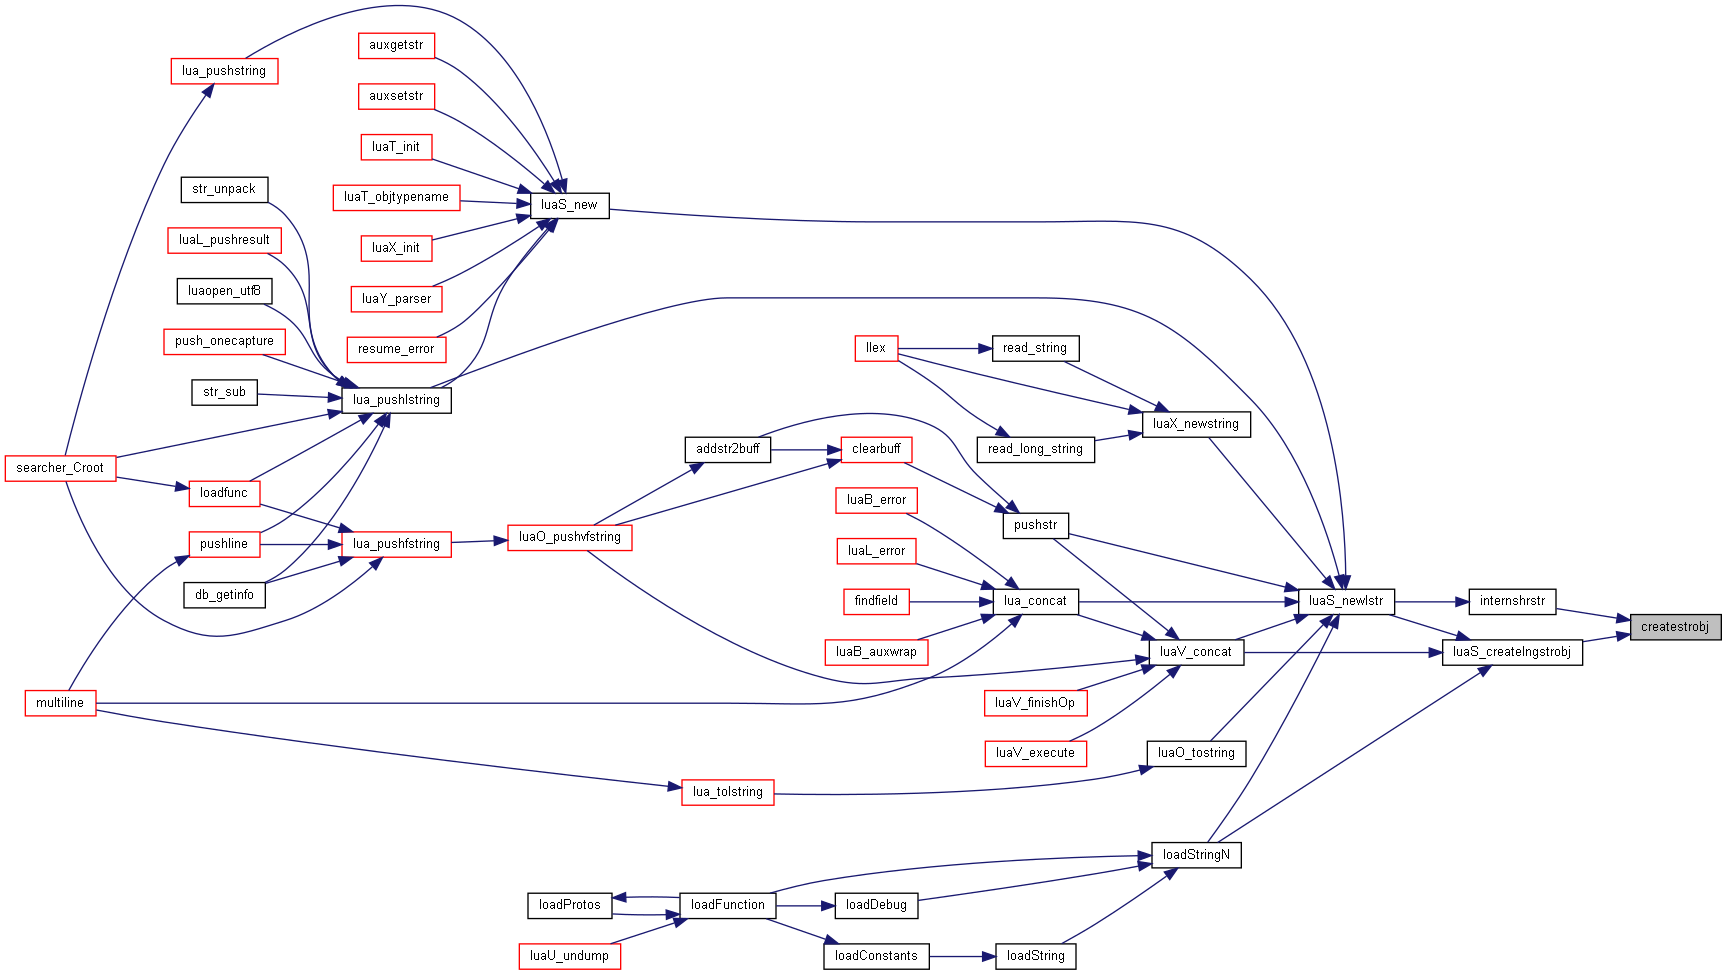 auxgetstr
lua_pushstring
auxsetstr
luaT_init
str_unpack
luaT_objtypename
luaS_new
luaL_pushresult
luaX_init
luaopen_utf8
luaY_parser
push_onecapture
resume_error
llex
read_string
str_sub
lua_pushlstring
luaX_newstring
addstr2buff
clearbuff
read_long_string
searcher_Croot
loadfunc
luaB_error
pushstr
pushline
lua_pushfstring
luaO_pushvfstring
luaL_error
db_getinfo
findfield
lua_concat
luaS_newlstr
internshrstr
createstrobj
luaB_auxwrap
luaV_concat
luaS_createlngstrobj
multiline
luaV_finishOp
luaV_execute
luaO_tostring
lua_tolstring
loadStringN
loadProtos
loadFunction
loadDebug
luaU_undump
loadConstants
loadString